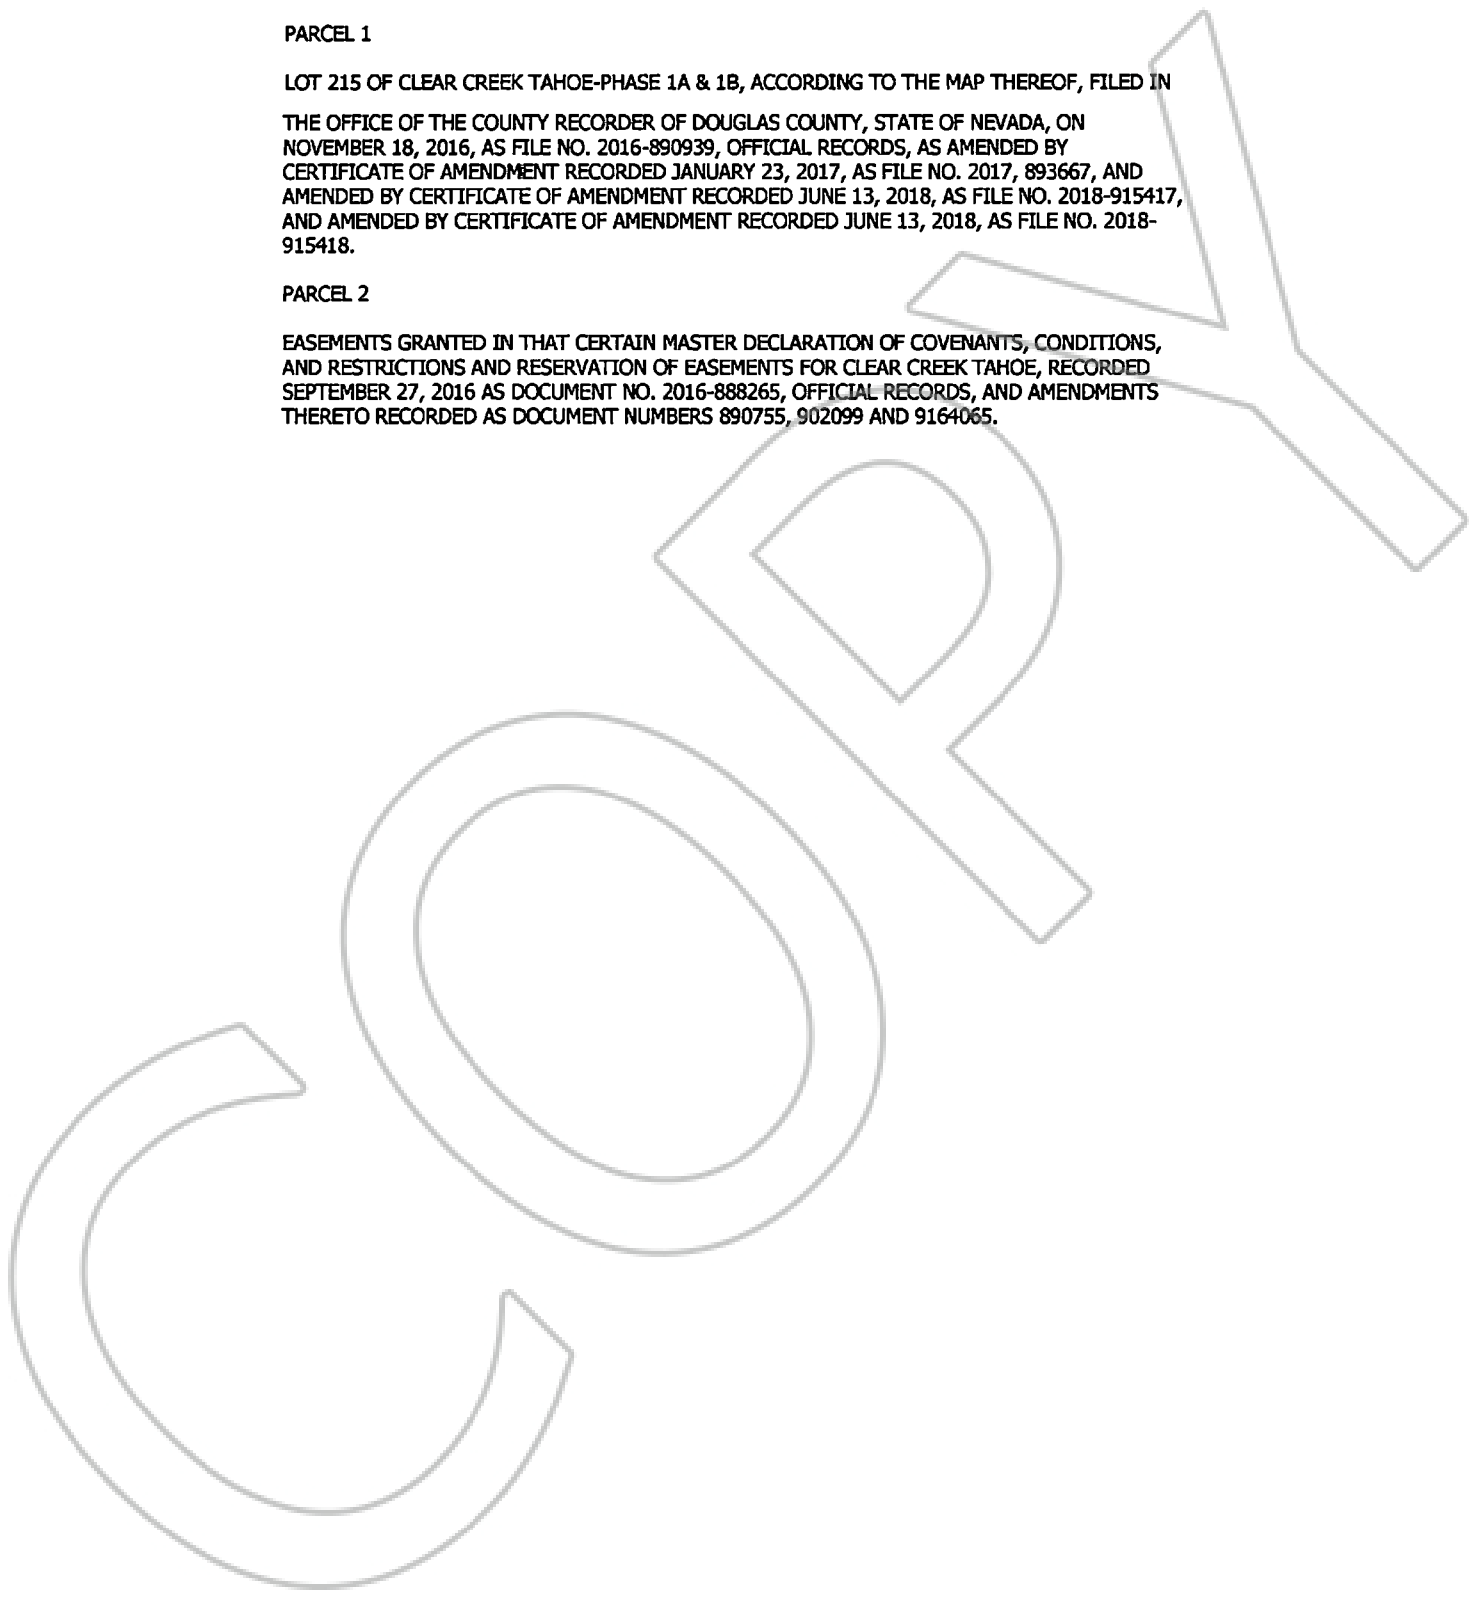 PARCEL 1
LOT 215 OF CLEAR CREEK TAHOE-PHASE 1A & 1B, ACCORDING TO THE MAP THEREOF, FILED IN
THE OFFICE OF THE COUNTY RECORDER OF DOUGLAS COUNTY, STATE OF NEVADA, ON
NOVEMBER 18, 2016, AS FILE NO. 2016-890939, OFFICIAL RECORDS, AS AMENDED BY
CERTIFICATE OF AMENDMENT RECORDED JANUARY 23, 2017, AS FILE NO. 2017, 893667, AND
AMENDED BY CERTIFICATE OF AMENDMENT RECORDED JUNE 13, 2018, AS FILE NO. 2018-915417,
AND AMENDED BY CERTIFICATE OF AMENDMENT RECORDED JUNE 13, 2018, AS FILE NO. 2018-
915418.
PARCEL 2
EASEMENTS GRANTED IN THAT CERTAIN MASTER DECLARATION OF COVENANTS, CONDITIONS,
AND RESTRICTIONS AND RESERVATION OF EASEMENTS FOR CLEAR CREEK TAHOE, RECORDED
SEPTEMBER 27, 2016 AS DOCUMENT NO. 2016-888265, OFFICIAL RECORDS, AND AMENDMENTS
THERETO RECORDED AS DOCUMENT NUMBERS 890755, 902099 AND 9164065.
COPY